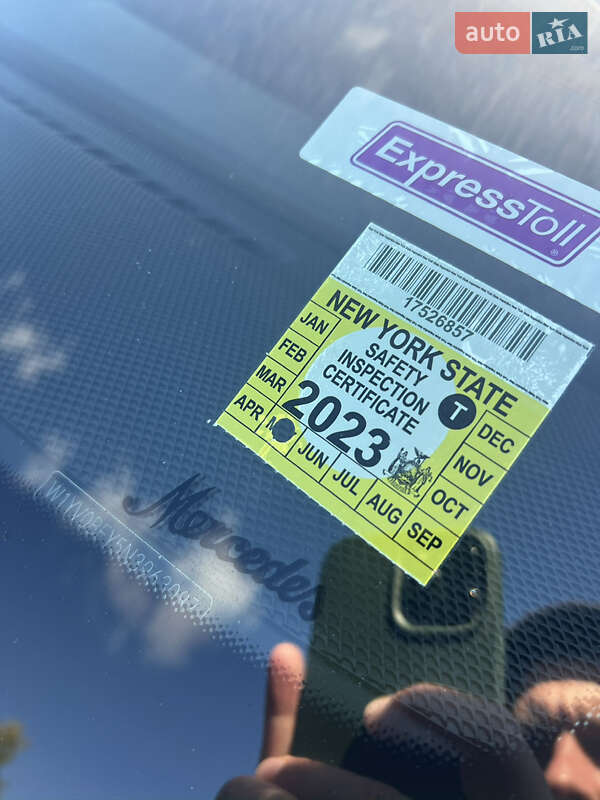 auto RIA .com
ExpressToll
®
17526857
NEW YORK STATE
SAFETY
INSPECTION
CERTIFICATE
T
2023
JAN
FEB
MAR
APR
JUN
JUL
AUG
SEP
OCT
NOV
DEC
Mercedes